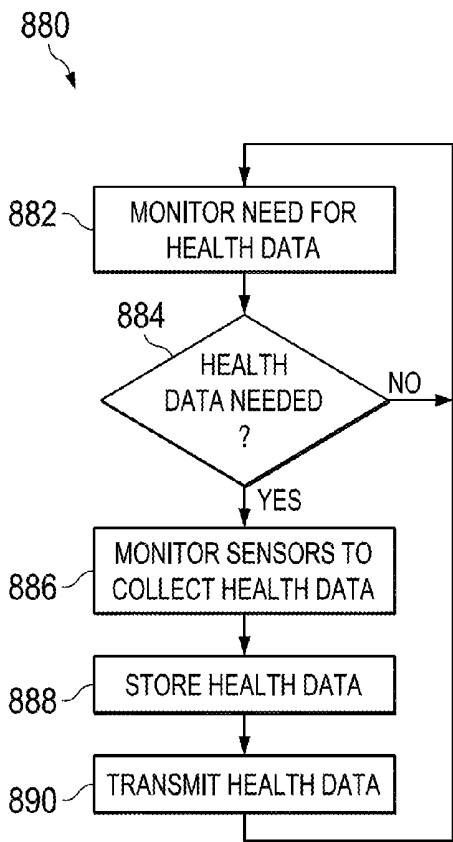 880
882
MONITOR NEED FOR
HEALTH DATA
884
HEALTH
DATA NEEDED
?
NO
YES
886
MONITOR SENSORS TO
COLLECT HEALTH DATA
888
STORE HEALTH DATA
890
TRANSMIT HEALTH DATA